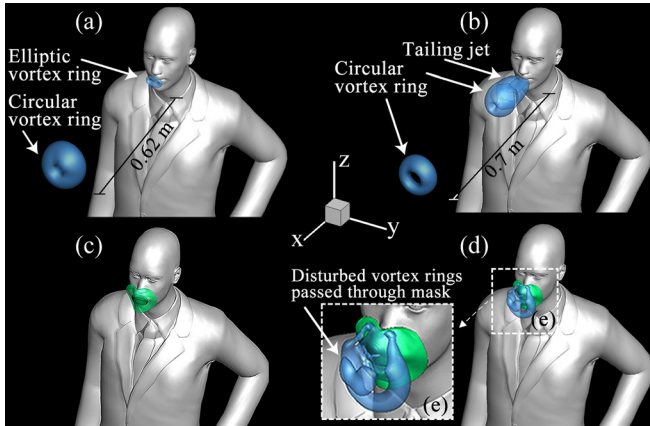 (a)
Elliptic
vortex ring
Circular
vortex ring
0.62 m
(b)
Tailing jet
Circular
vortex ring
0.7 m
z
y
x
(c)
Disturbed vortex rings
passed through mask
(e)
(d)
(e)